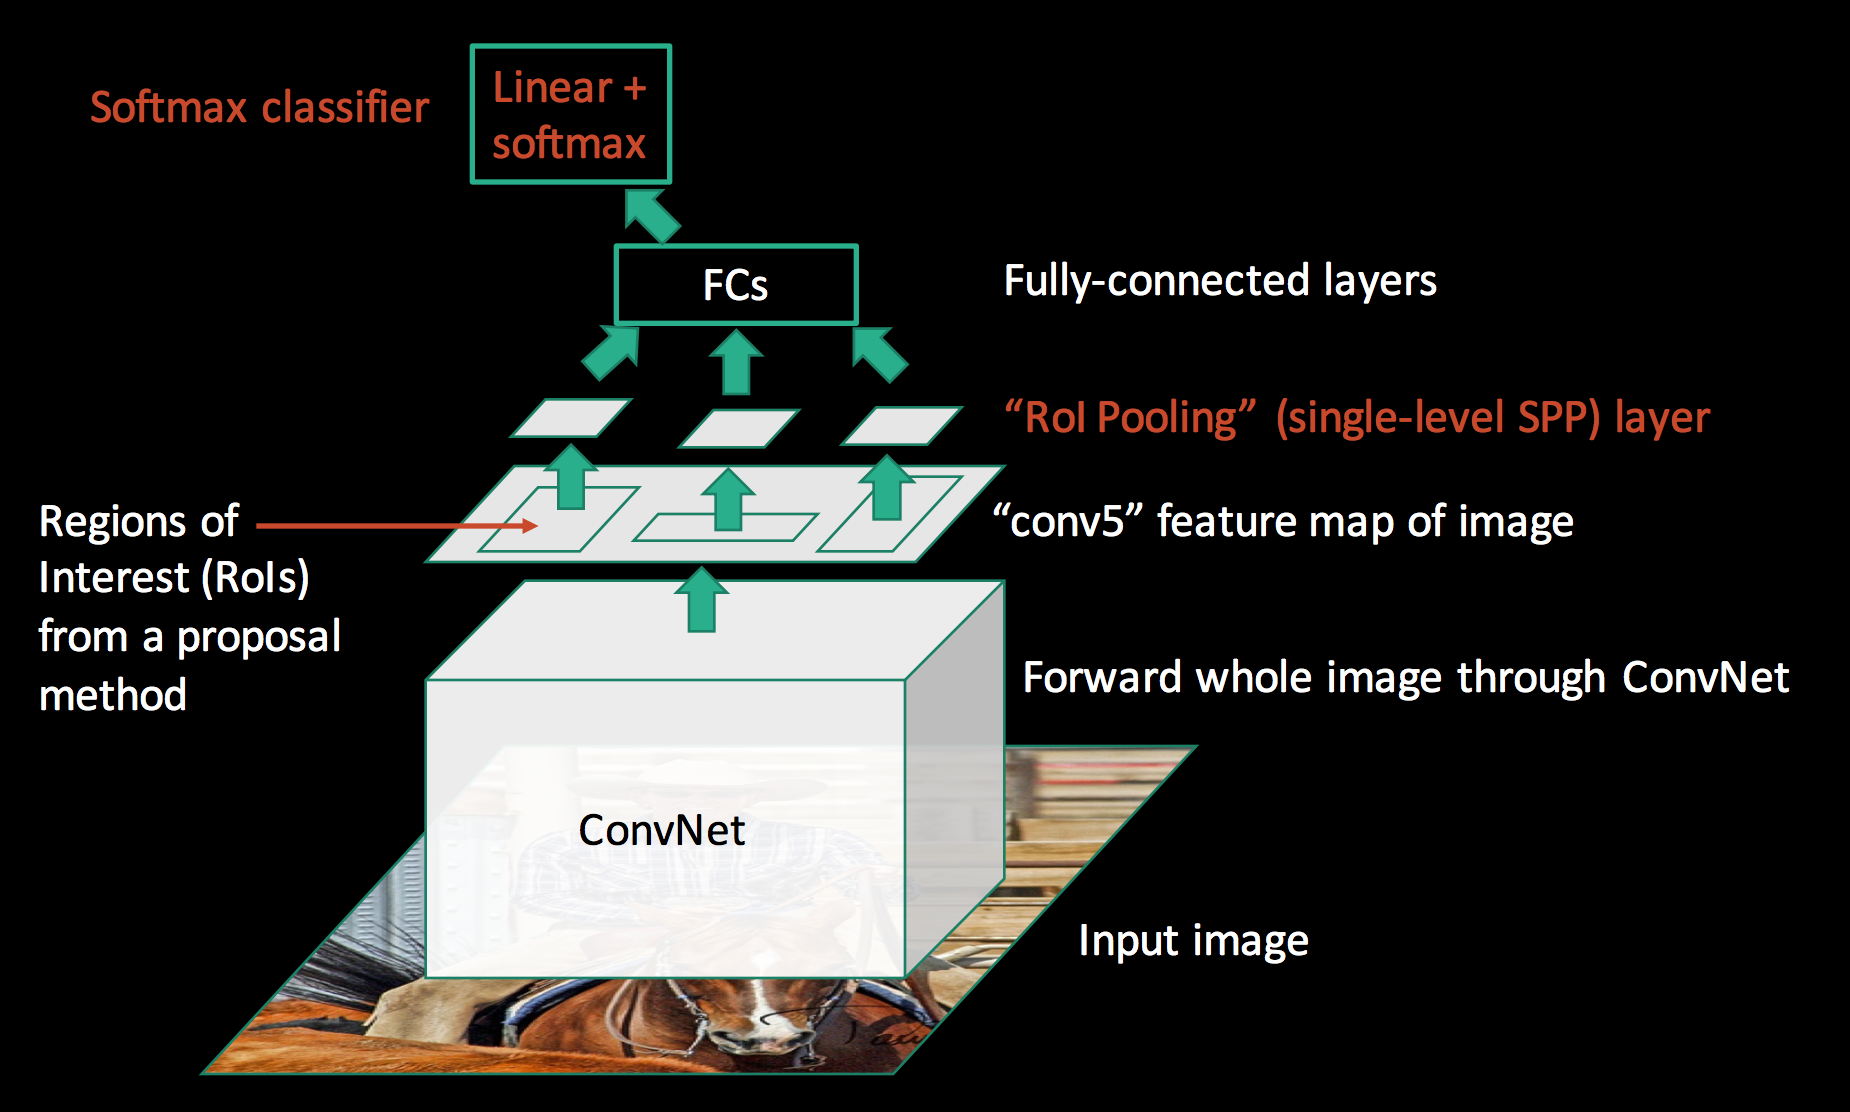 Softmax classifier
Linear +
softmax
FCs
Fully-connected layers
“RoI Pooling” (single-level SPP) layer
Regions of
Interest (RoIs)
from a proposal
method
“conv5” feature map of image
Forward whole image through ConvNet
ConvNet
Input image